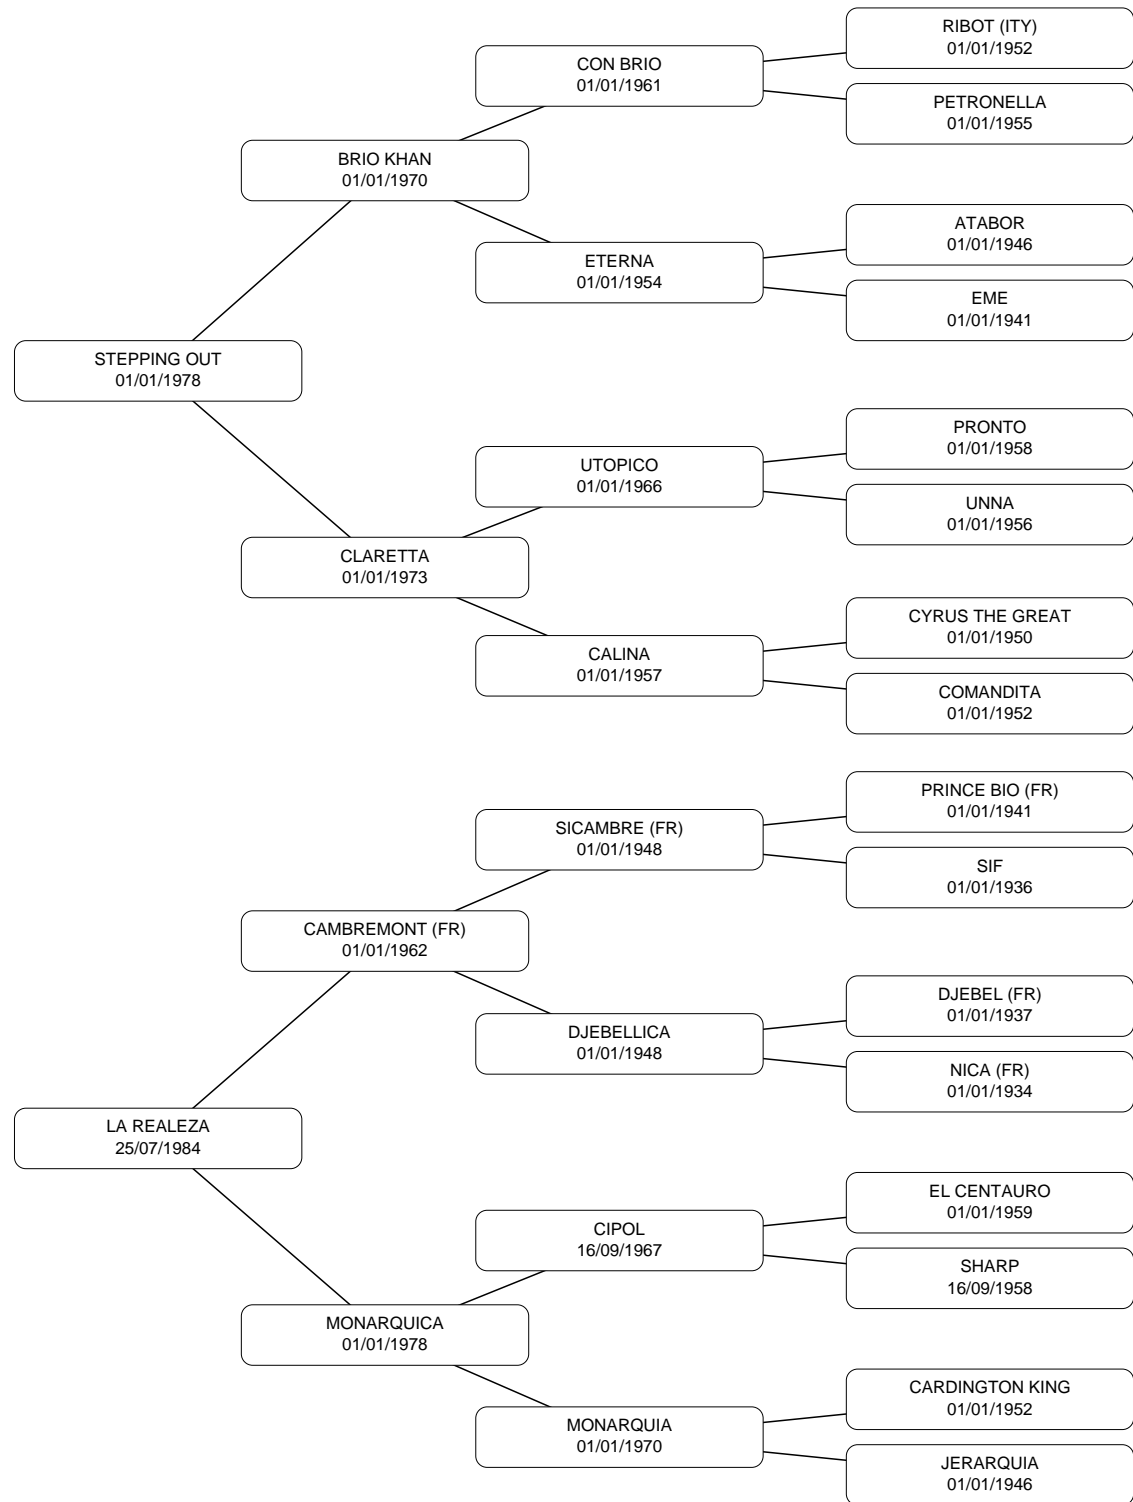 RIBOT (ITY)
01/01/1952
CON BRIO
01/01/1961
PETRONELLA
01/01/1955
BRIO KHAN
01/01/1970
ATABOR
01/01/1946
ETERNA
01/01/1954
EME
01/01/1941
STEPPING OUT
01/01/1978
PRONTO
01/01/1958
UTOPICO
01/01/1966
UNNA
01/01/1956
CLARETTA
01/01/1973
CYRUS THE GREAT
01/01/1950
CALINA
01/01/1957
COMANDITA
01/01/1952
PRINCE BIO (FR)
01/01/1941
SICAMBRE (FR)
01/01/1948
SIF
01/01/1936
CAMBREMONT (FR)
01/01/1962
DJEBEL (FR)
01/01/1937
DJEBELLICA
01/01/1948
NICA (FR)
01/01/1934
LA REALEZA
25/07/1984
EL CENTAURO
01/01/1959
CIPOL
16/09/1967
SHARP
16/09/1958
MONARQUICA
01/01/1978
CARDINGTON KING
01/01/1952
MONARQUIA
01/01/1970
JERARQUIA
01/01/1946